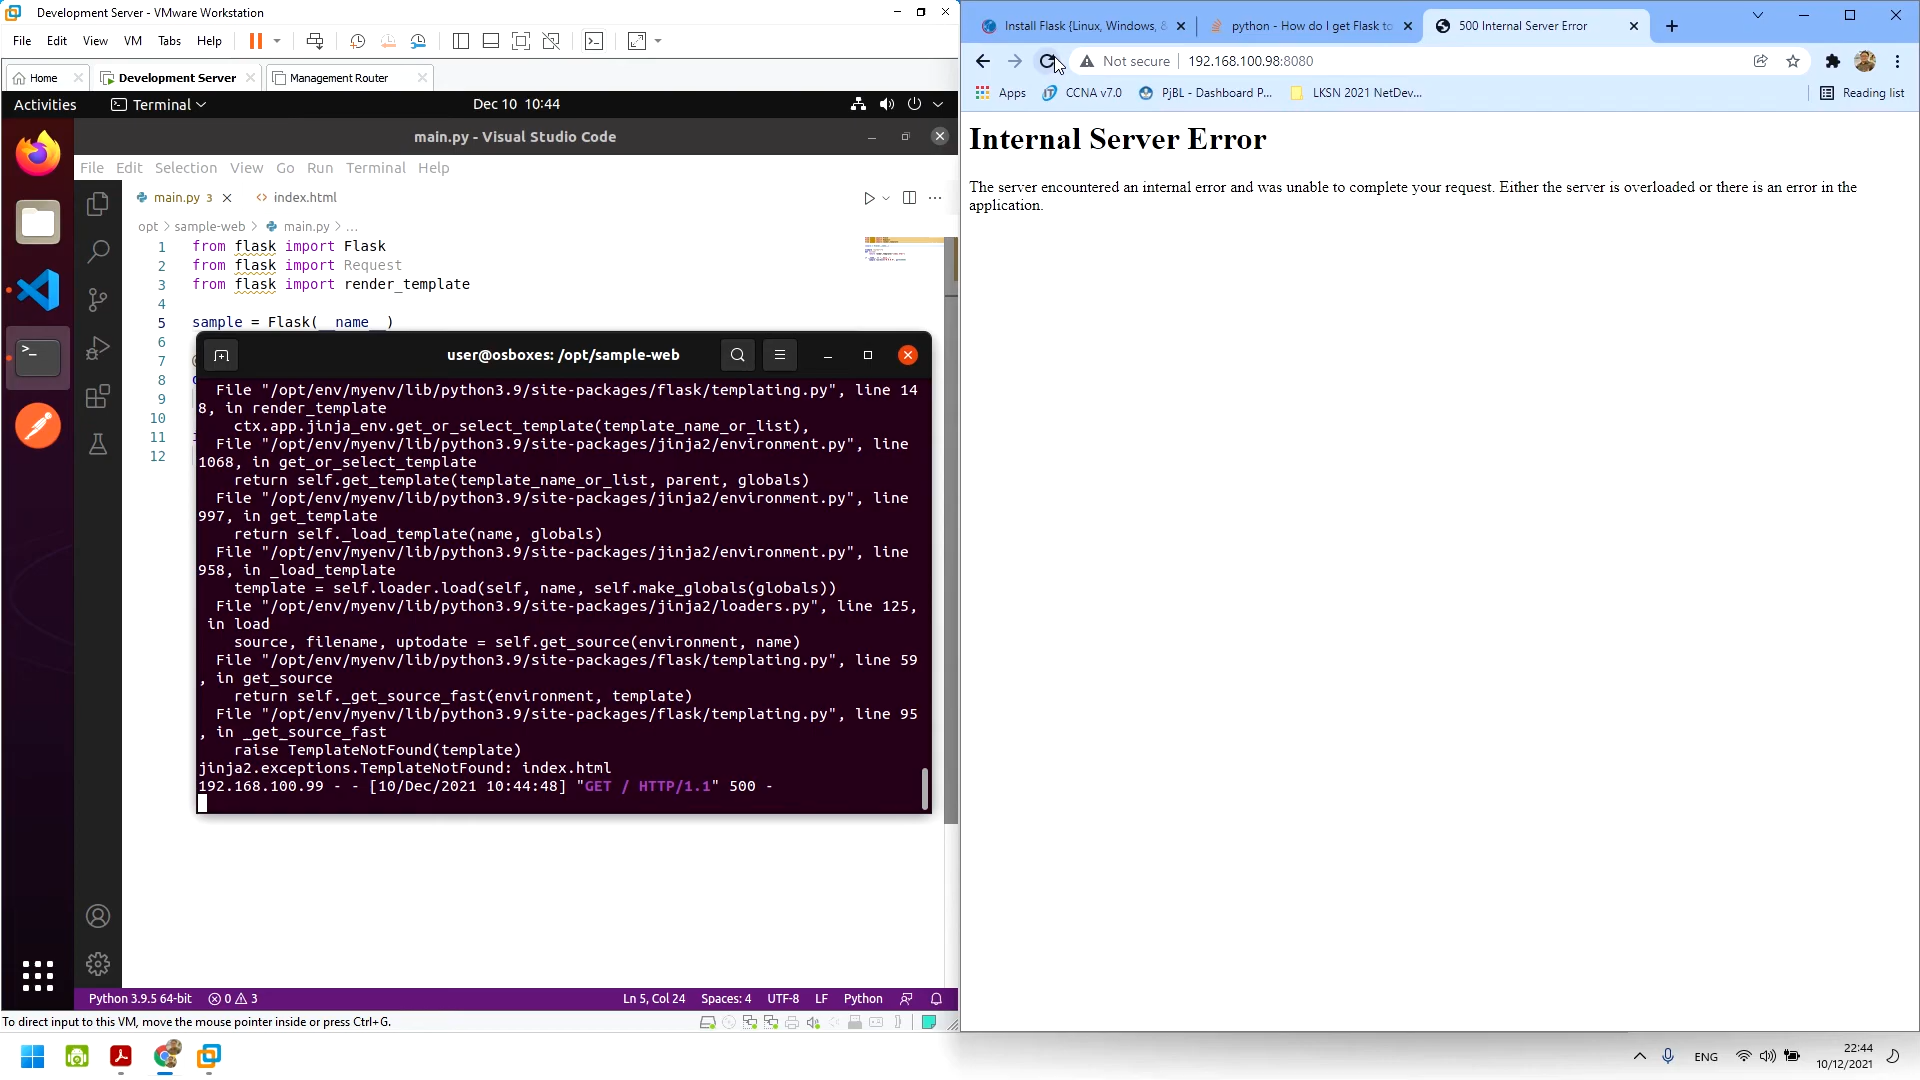 Development Server - VMware Workstation
File Edit View VM Tabs Help
Home Development Server Management Router
Activities Terminal Dec 10 10:44
main.py - Visual Studio Code
File Edit Selection View Go Run Terminal Help
main.py 3 index.html
opt > sample-web > main.py > ...
1 from flask import Flask
2 from flask import Request
3 from flask import render_template
4
5 sample = Flask(__name__)
6
7
8
9
10
11
12
user@osboxes: /opt/sample-web
File "/opt/env/myenv/lib/python3.9/site-packages/flask/templating.py", line 14
8, in render_template
ctx.app.jinja_env.get_or_select_template(template_name_or_list),
File "/opt/env/myenv/lib/python3.9/site-packages/jinja2/environment.py", line
1068, in get_or_select_template
return self.get_template(template_name_or_list, parent, globals)
File "/opt/env/myenv/lib/python3.9/site-packages/jinja2/environment.py", line
997, in get_template
return self._load_template(name, globals)
File "/opt/env/myenv/lib/python3.9/site-packages/jinja2/environment.py", line
958, in _load_template
template = self.loader.load(self, name, self.make_globals(globals))
File "/opt/env/myenv/lib/python3.9/site-packages/jinja2/loaders.py", line 125,
in load
source, filename, uptodate = self.get_source(environment, name)
File "/opt/env/myenv/lib/python3.9/site-packages/flask/templating.py", line 59
, in get_source
return self._get_source_fast(environment, template)
File "/opt/env/myenv/lib/python3.9/site-packages/flask/templating.py", line 95
, in _get_source_fast
raise TemplateNotFound(template)
jinja2.exceptions.TemplateNotFound: index.html
192.168.100.99 - - [10/Dec/2021 10:44:48] "GET / HTTP/1.1" 500 -
Python 3.9.5 64-bit 0 3 Ln 5, Col 24 Spaces: 4 UTF-8 LF Python
To direct input to this VM, move the mouse pointer inside or press Ctrl+G.
Install Flask {Linux, Windows, & python - How do I get Flask to 500 Internal Server Error
Not secure 192.168.100.98:8080
Apps CCNA v7.0 PjBL - Dashboard P... LKSN 2021 NetDev... Reading list
Internal Server Error
The server encountered an internal error and was unable to complete your request. Either the server is overloaded or there is an error in the
application.
ENG 22:44
10/12/2021